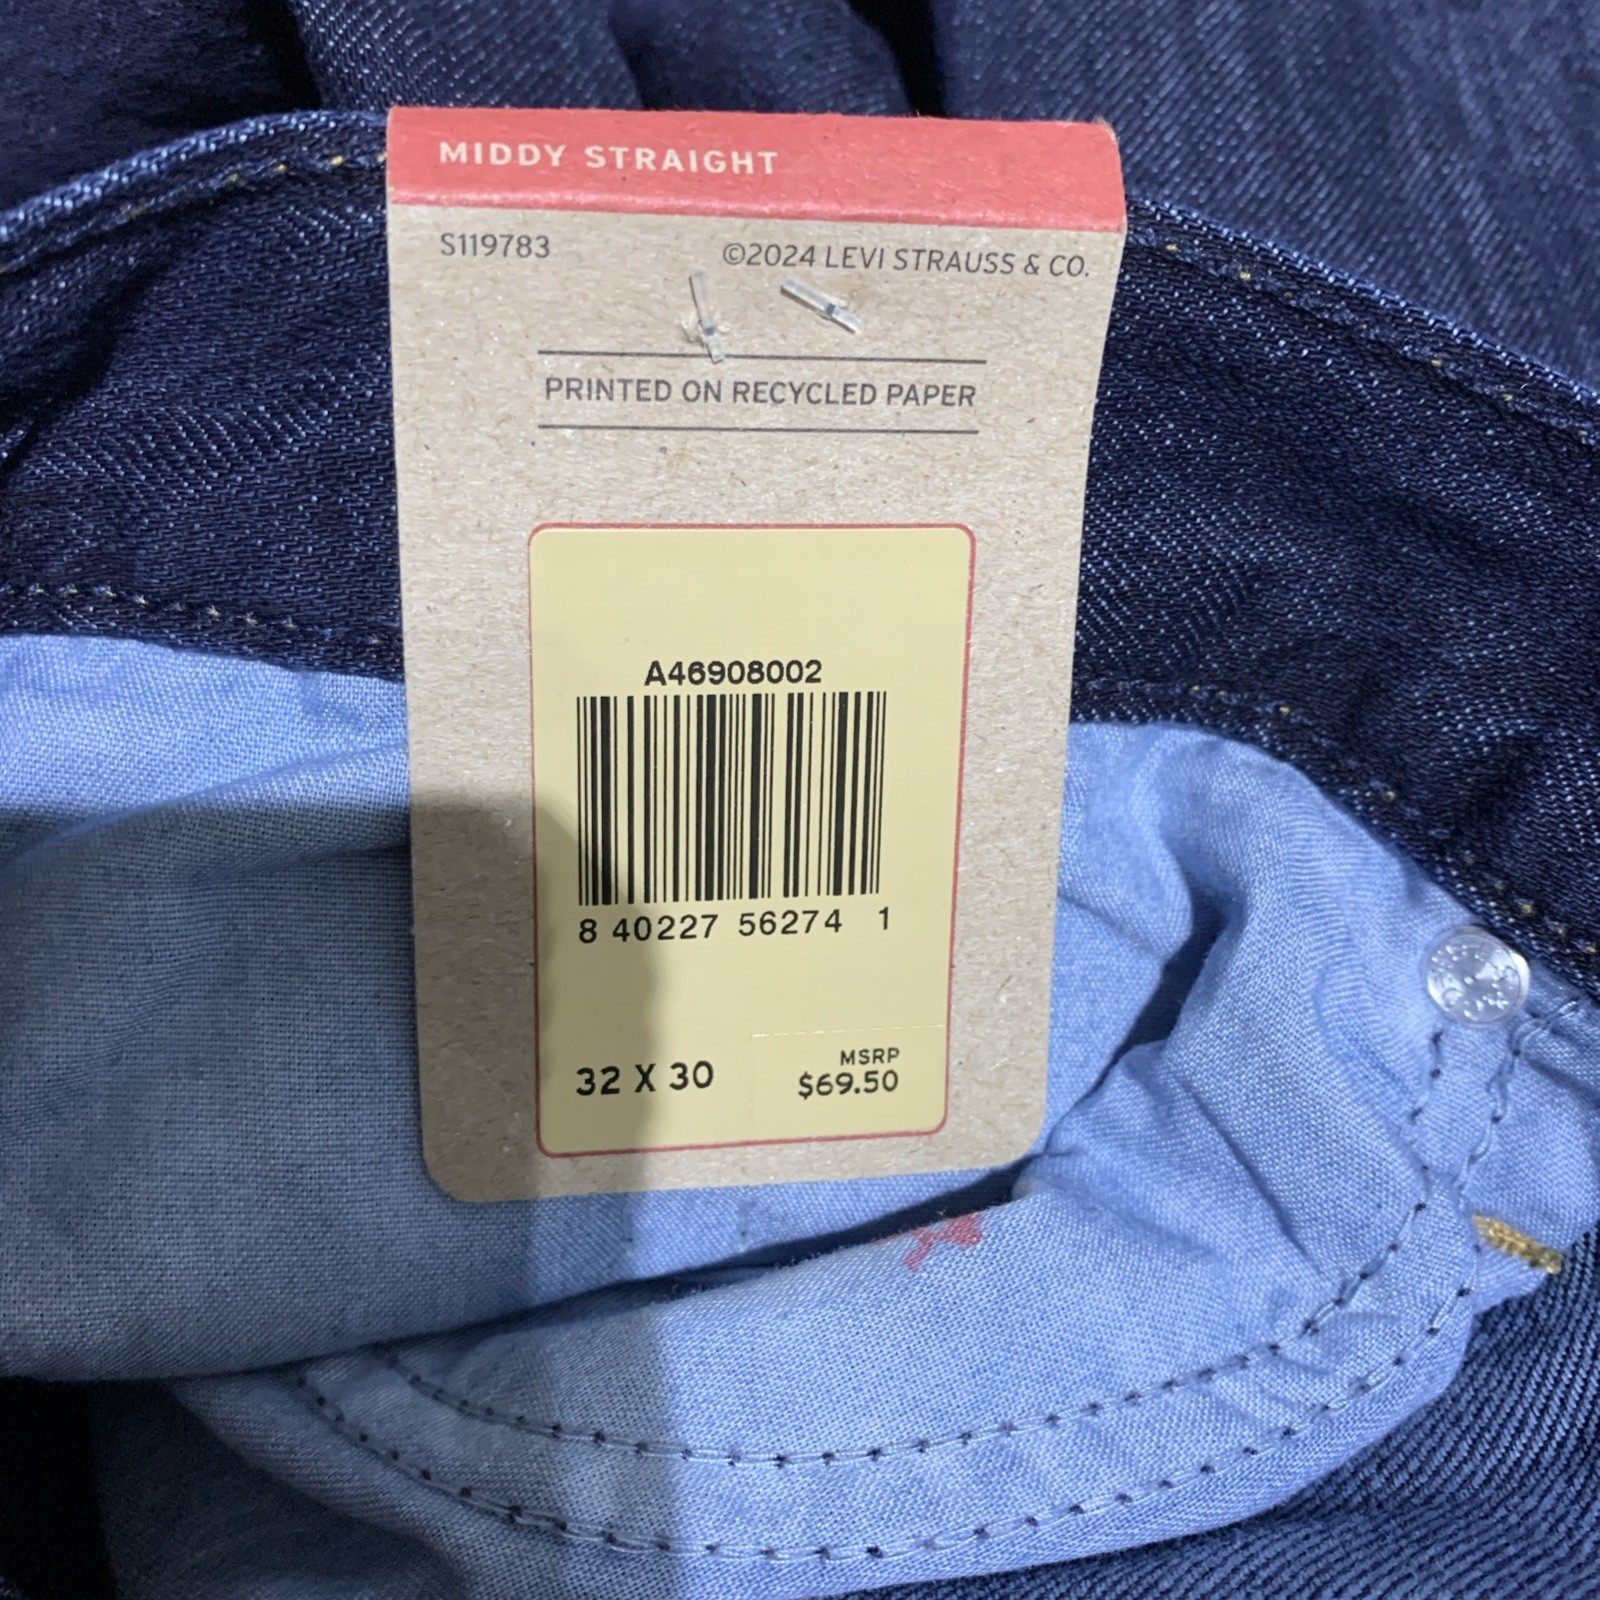 MIDDY STRAIGHT
S119783 ©2024 LEVI STRAUSS & CO.
PRINTED ON RECYCLED PAPER
A46908002
8 40227 56274 1
MSRP
32 X 30 $69.50